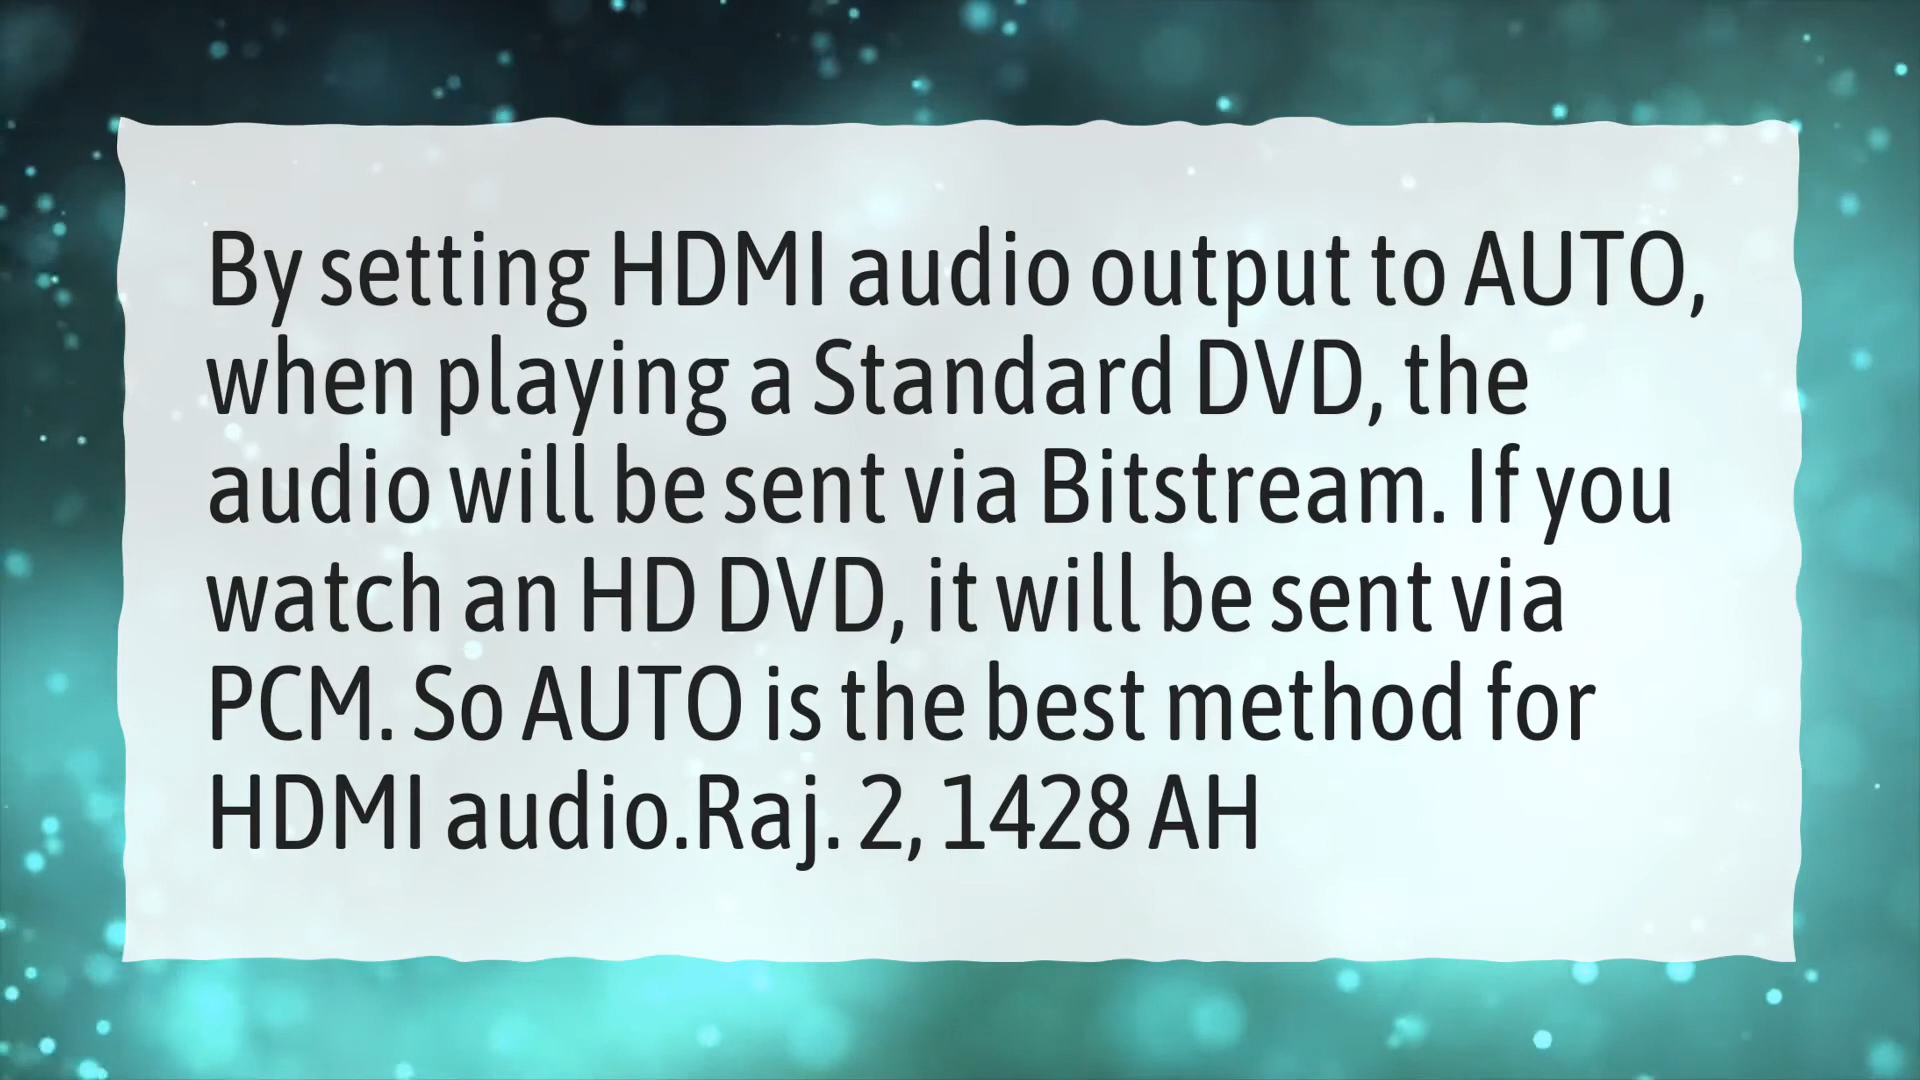 By setting HDMI audio output to AUTO,
when playing a Standard DVD, the
audio will be sent via Bitstream. If you
watch an HD DVD, it will be sent via
PCM. So AUTO is the best method for
HDMI audio.Raj. 2, 1428 AH